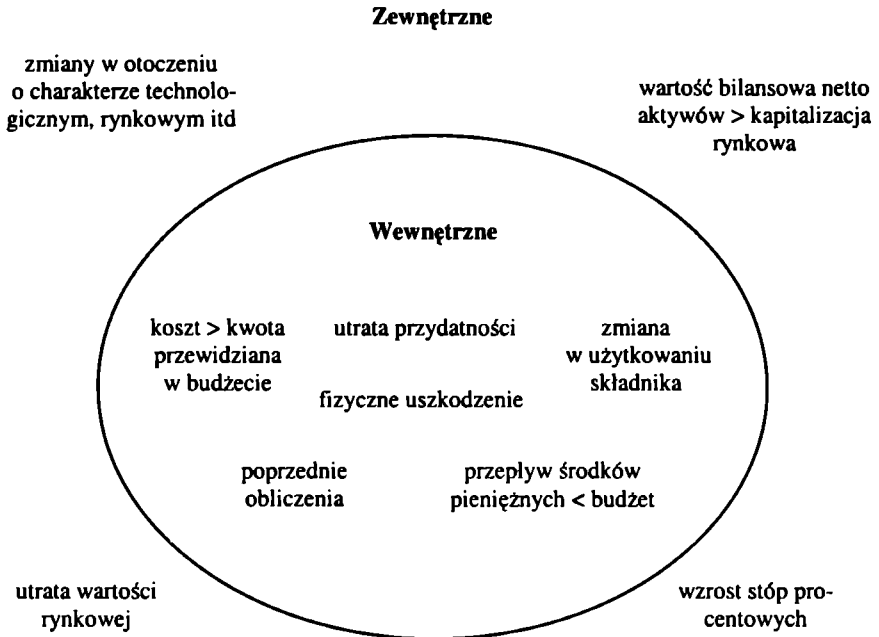 Zewnętrzne
zmiany w otoczeniu
o charakterze technolo-
gicznym, rynkowym itd
wartość bilansowa netto
aktywów > kapitalizacja
rynkowa
Wewnętrzne
koszt > kwota
przewidziana
w budżecie
utrata przydatności
zmiana
w użytkowaniu
składnika
fizyczne uszkodzenie
poprzednie
obliczenia
przepływ środków
pieniężnych < budżet
utrata wartości
rynkowej
wzrost stóp pro-
centowych